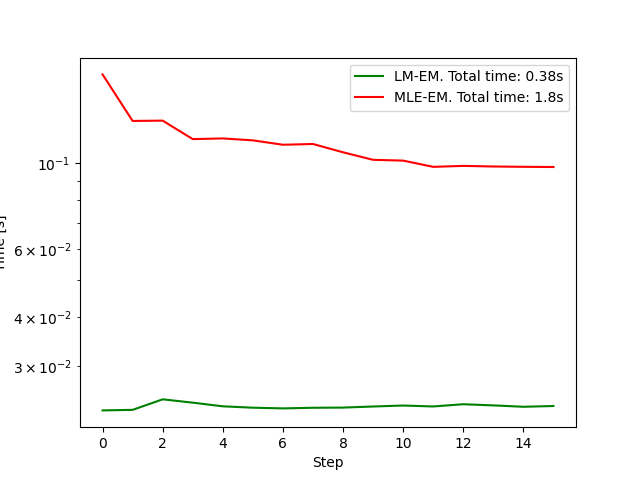 LM-EM. Total time: 0.38s
MLE-EM. Total time: 1.8s
10⁻¹
6 × 10⁻²
4 × 10⁻²
3 × 10⁻²
0 2 4 6 8 10 12 14
Step